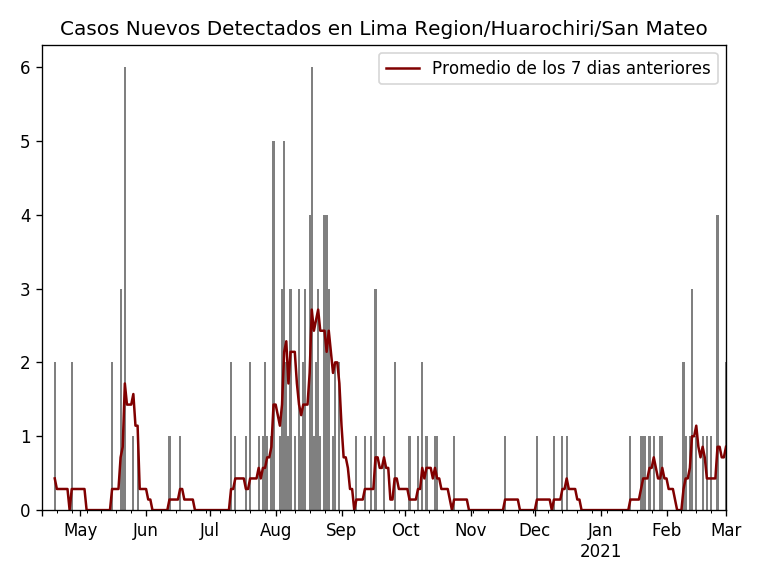 Casos Nuevos Detectados en Lima Region/Huarochiri/San Mateo
Promedio de los 7 dias anteriores
6
5
4
3
2
1
0
May Jun Jul Aug Sep Oct Nov Dec Jan Feb Mar
2021